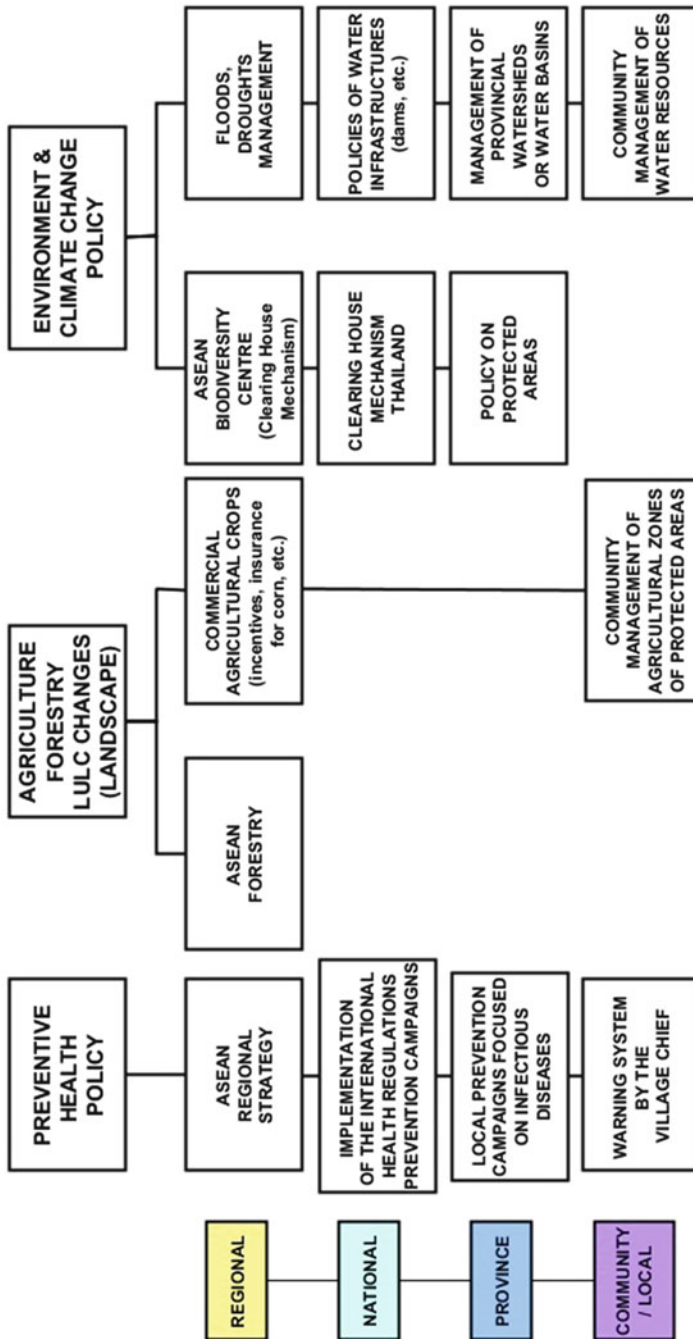 PREVENTIVE
HEALTH
POLICY
AGRICULTURE
FORESTRY
LULC CHANGES
(LANDSCAPE)
ENVIRONMENT &
CLIMATE CHANGE
POLICY
REGIONAL
ASEAN
REGIONAL
STRATEGY
ASEAN
FORESTRY
COMMERCIAL
AGRICULTURAL CROPS
(incentives, insurance
for corn, etc.)
ASEAN
BIODIVERSITY
CENTRE
(Clearing House
Mechanism)
FLOODS,
DROUGHTS
MANAGEMENT
NATIONAL
IMPLEMENTATION
OF THE INTERNATIONAL
HEALTH REGULATIONS
PREVENTION CAMPAIGNS
CLEARING HOUSE
MECHANISM
THAILAND
POLICIES OF WATER
INFRASTRUCTURES
(dams, etc.)
PROVINCE
LOCAL PREVENTION
CAMPAIGNS FOCUSED
ON INFECTIOUS
DISEASES
POLICY ON
PROTECTED
AREAS
MANAGEMENT OF
PROVINCIAL
WATERSHEDS
OR WATER BASINS
COMMUNITY
/ LOCAL
WARNING SYSTEM
BY THE
VILLAGE CHIEF
COMMUNITY
MANAGEMENT OF
AGRICULTURAL ZONES
OF PROTECTED AREAS
COMMUNITY
MANAGEMENT OF
WATER RESOURCES